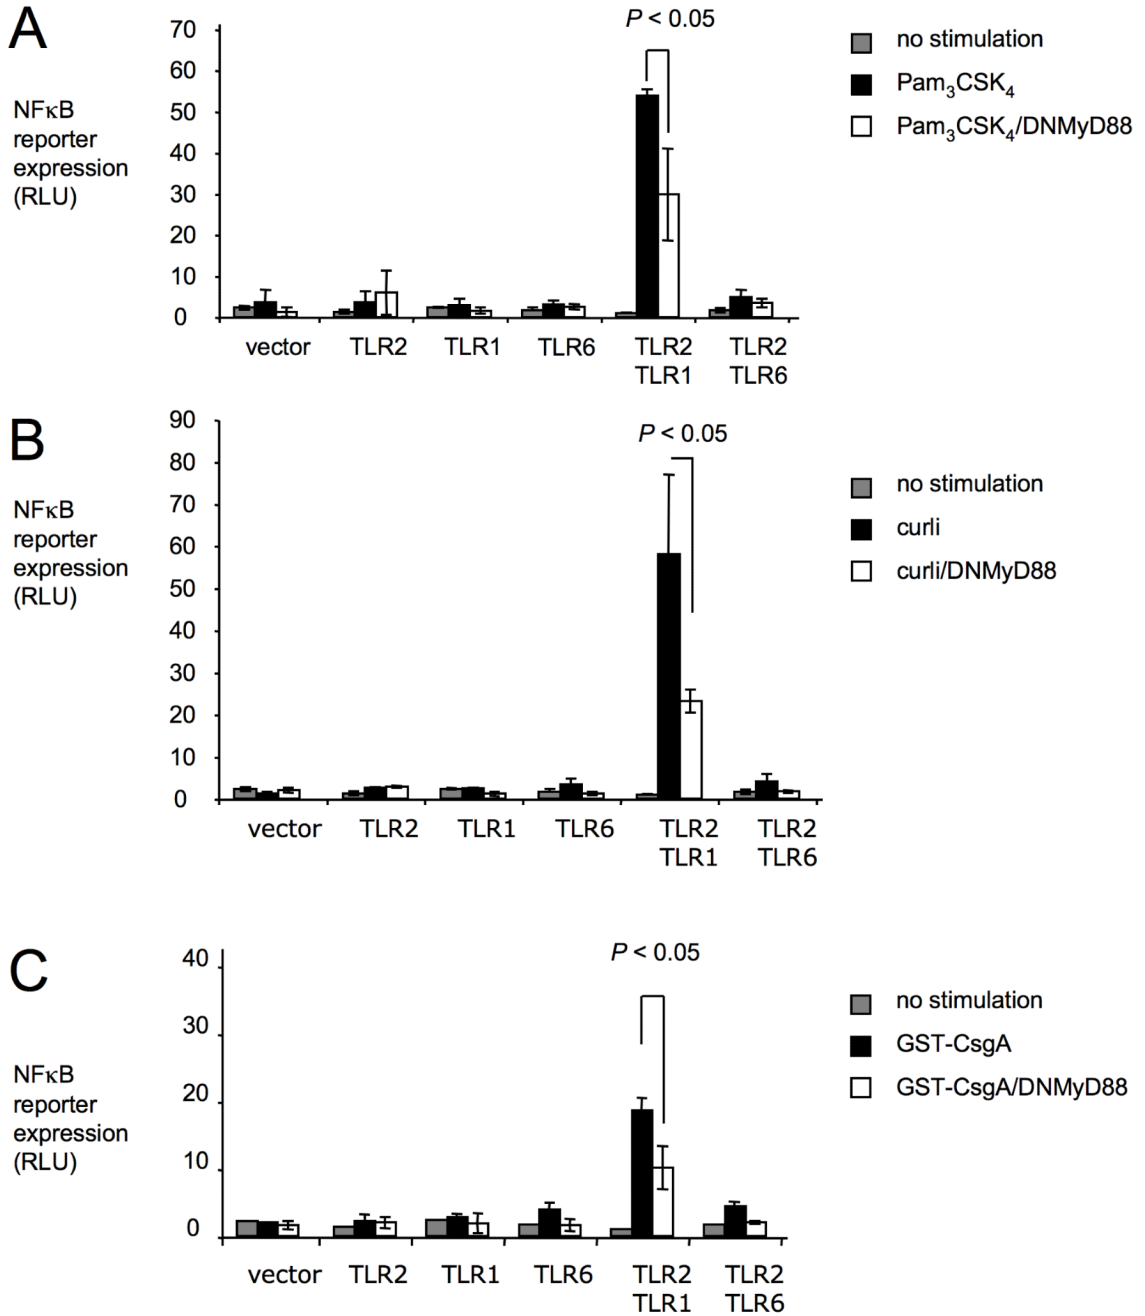 A
P < 0.05
NFκB
reporter
expression
(RLU)
70
60
50
40
30
20
10
0
vector
TLR2
TLR1
TLR6
TLR2
TLR1
TLR2
TLR6
no stimulation
Pam3CSK4
Pam3CSK4/DNMyD88
B
P < 0.05
NFκB
reporter
expression
(RLU)
90
80
70
60
50
40
30
20
10
0
vector
TLR2
TLR1
TLR6
TLR2
TLR1
TLR2
TLR6
no stimulation
curli
curli/DNMyD88
C
P < 0.05
NFκB
reporter
expression
(RLU)
40
30
20
10
0
vector
TLR2
TLR1
TLR6
TLR2
TLR1
TLR2
TLR6
no stimulation
GST-CsgA
GST-CsgA/DNMyD88